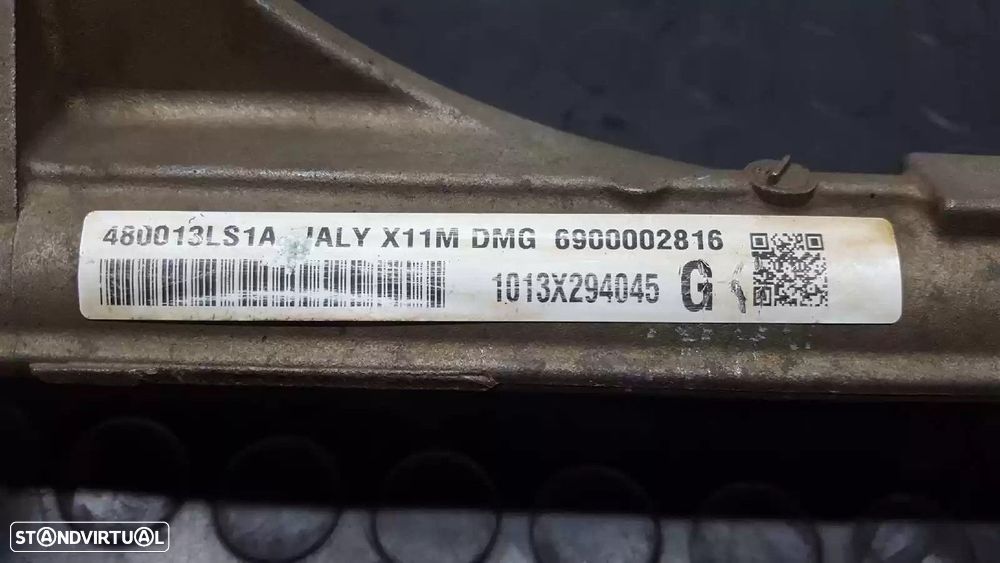 480013LS1A JALY X11M DMG 6900002816
1013X294045 G
STANDVIRTUAL